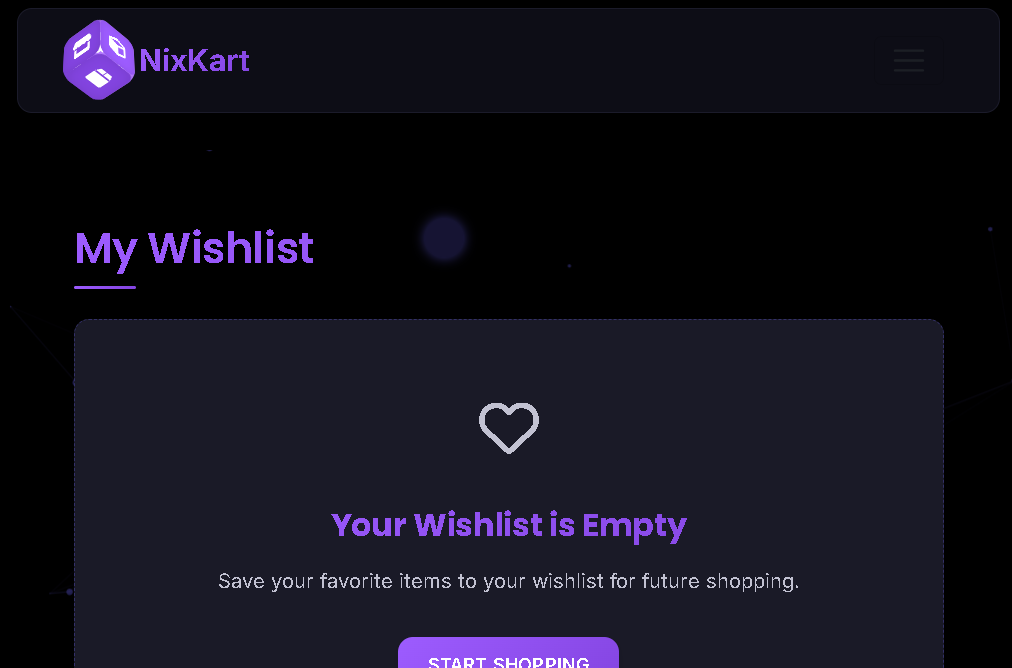 NixKart
My Wishlist
Your Wishlist is Empty
Save your favorite items to your wishlist for future shopping.
START SHOPPING